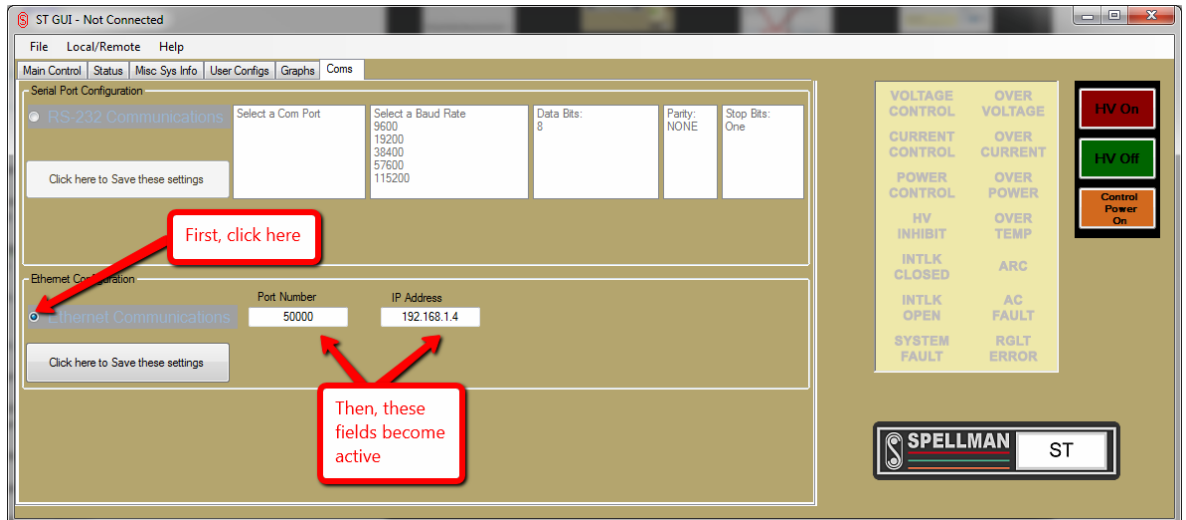 ST GUI - Not Connected
File Local/Remote Help
Main Control Status Misc Sys Info User Configs Graphs Coms
Serial Port Configuration
RS-232 Communications
Click here to Save these settings
Select a Com Port
Select a Baud Rate
9600
19200
38400
57600
115200
Data Bits:
8
Parity:
NONE
Stop Bits:
One
First, click here
Ethernet Configuration
Ethernet Communications
Port Number
50000
IP Address
192.168.1.4
Click here to Save these settings
Then, these
fields become
active
VOLTAGE
CONTROL
OVER
VOLTAGE
CURRENT
CONTROL
OVER
CURRENT
POWER
CONTROL
OVER
POWER
HV
INHIBIT
OVER
TEMP
INTLK
CLOSED
ARC
INTLK
OPEN
AC
FAULT
SYSTEM
FAULT
RGLT
ERROR
HV On
HV Off
Control
Power
On
SPELLMAN
ST